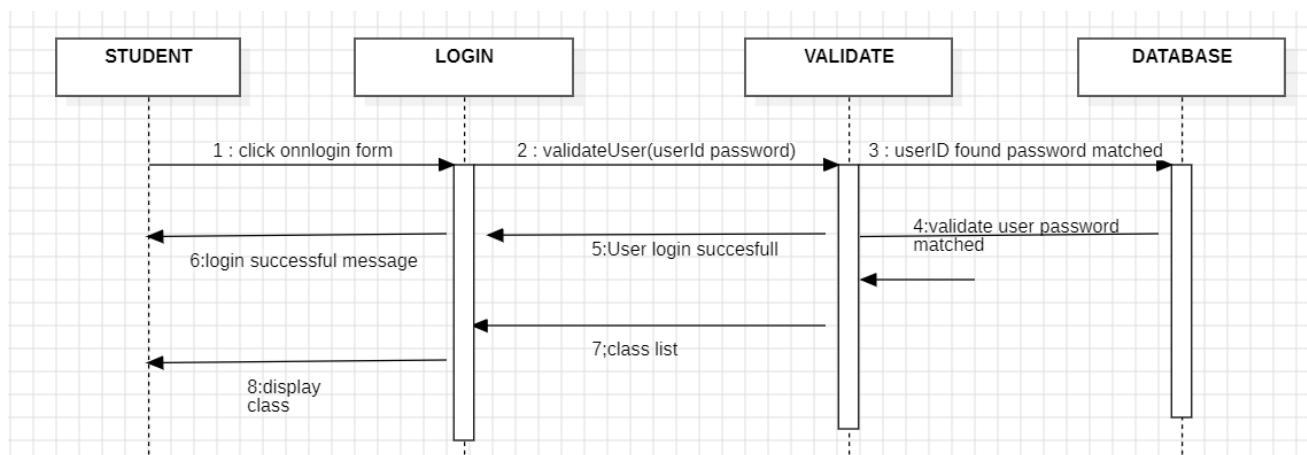 STUDENT
LOGIN
VALIDATE
DATABASE
1 : click onnlogin form
2 : validateUser(userId password)
3 : userID found password matched
4:validate user password
matched
5:User login succesfull
6:login successful message
7;class list
8:display
class